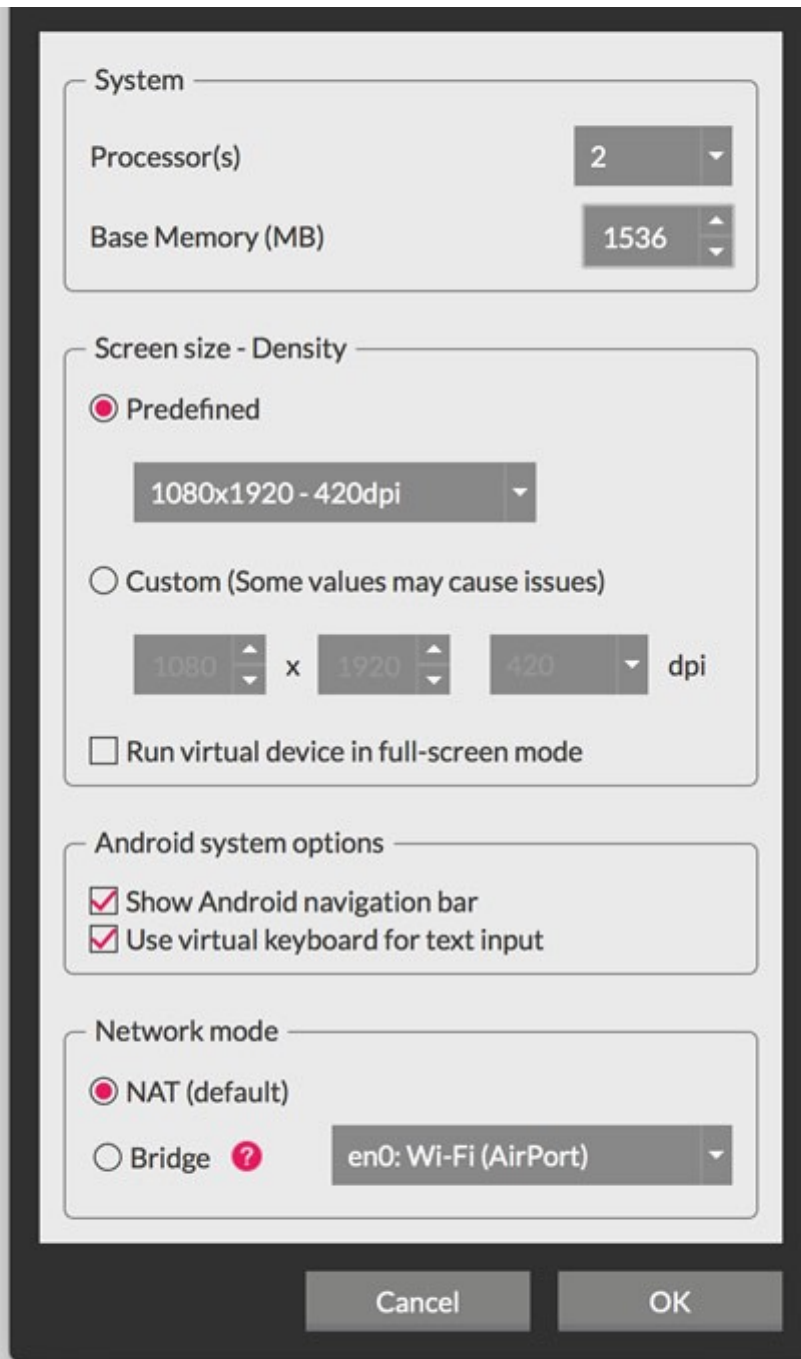 System
Processor(s) 2
Base Memory (MB) 1536
Screen size - Density
Predefined
1080x1920 - 420dpi
Custom (Some values may cause issues)
1080 x 1920 420 dpi
Run virtual device in full-screen mode
Android system options
Show Android navigation bar
Use virtual keyboard for text input
Network mode
NAT (default)
Bridge ? en0: Wi-Fi (AirPort)
Cancel OK